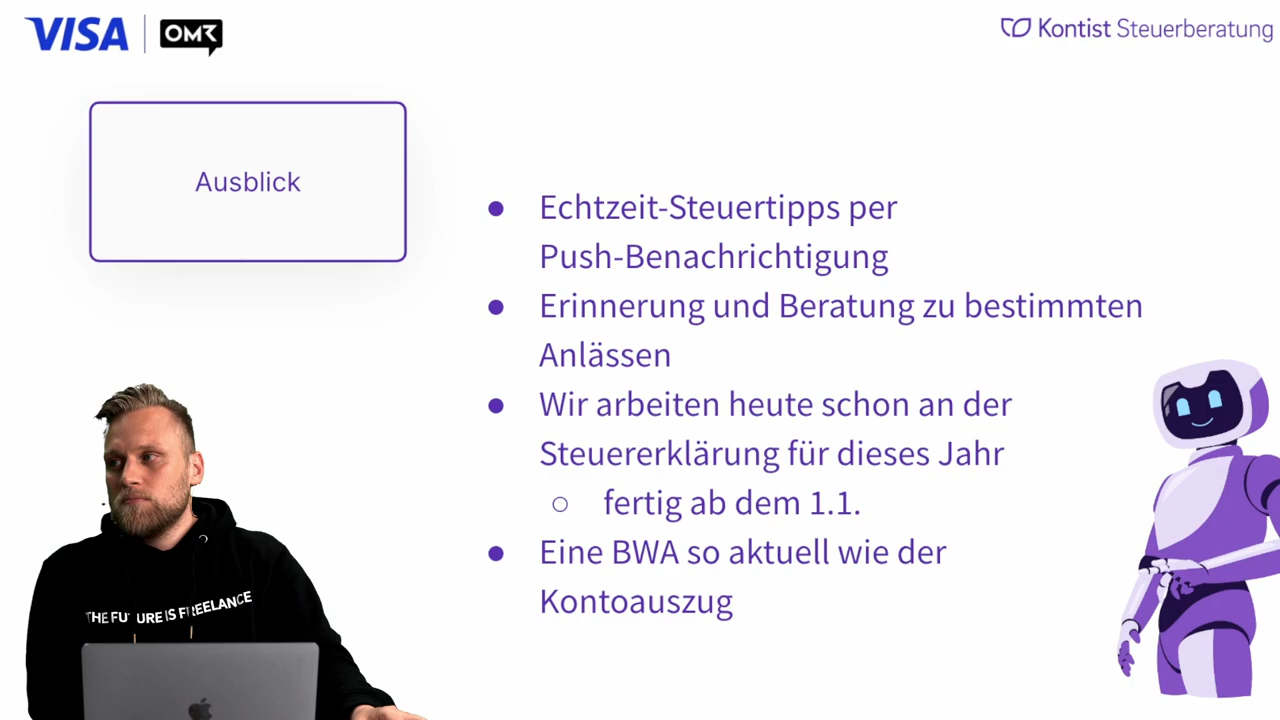 VISA
OMR
Kontist Steuerberatung
Ausblick
● Echtzeit-Steuertipps per
Push-Benachrichtigung
● Erinnerung und Beratung zu bestimmten
Anlässen
● Wir arbeiten heute schon an der
Steuererklärung für dieses Jahr
○ fertig ab dem 1.1.
● Eine BWA so aktuell wie der
Kontoauszug
THE FUTURE IS FREELANCE